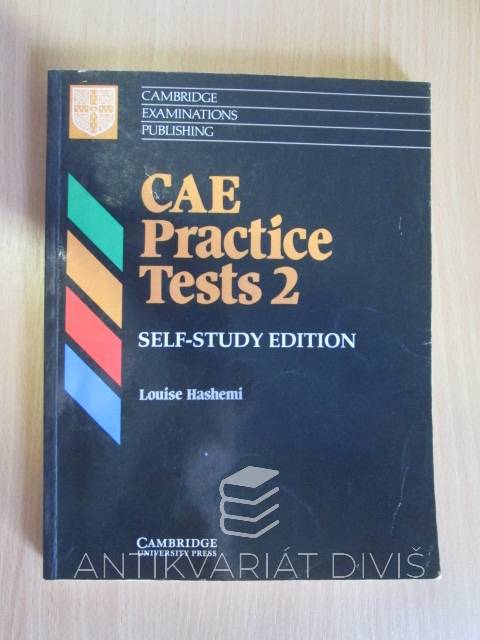 CAMBRIDGE
EXAMINATIONS
PUBLISHING
CAE
Practice
Tests 2
SELF-STUDY EDITION
Louise Hashemi
CAMBRIDGE
UNIVERSITY PRESS
ANTIKVARIÁT DIVIŠ